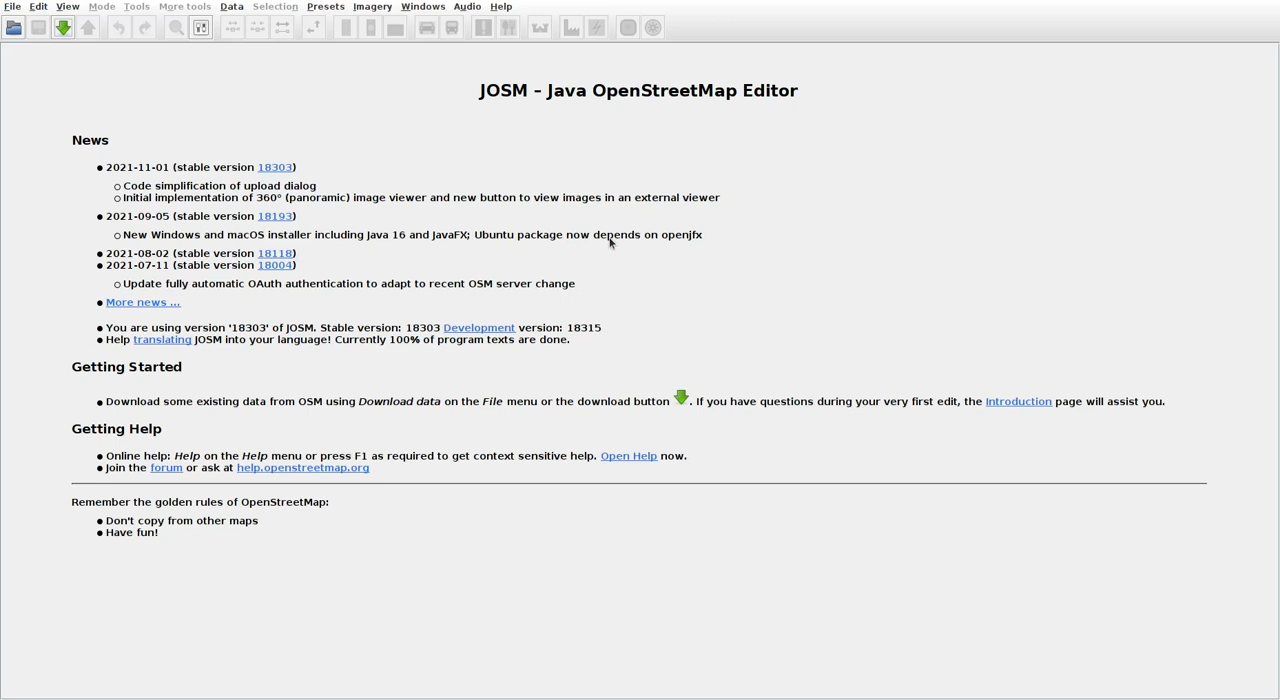 File Edit View Mode Tools More tools Data Selection Presets Imagery Windows Audio Help
JOSM – Java OpenStreetMap Editor
News
● 2021-11-01 (stable version 18303)
○ Code simplification of upload dialog
○ Initial implementation of 360° (panoramic) image viewer and new button to view images in an external viewer
● 2021-09-05 (stable version 18193)
○ New Windows and macOS installer including Java 16 and JavaFX; Ubuntu package now depends on openjfx
● 2021-08-02 (stable version 18118)
● 2021-07-11 (stable version 18004)
○ Update fully automatic OAuth authentication to adapt to recent OSM server change
● More news ...
● You are using version '18303' of JOSM. Stable version: 18303 Development version: 18315
● Help translating JOSM into your language! Currently 100% of program texts are done.
Getting Started
● Download some existing data from OSM using Download data on the File menu or the download button . If you have questions during your very first edit, the Introduction page will assist you.
Getting Help
● Online help: Help on the Help menu or press F1 as required to get context sensitive help. Open Help now.
● Join the forum or ask at help.openstreetmap.org
Remember the golden rules of OpenStreetMap:
● Don't copy from other maps
● Have fun!